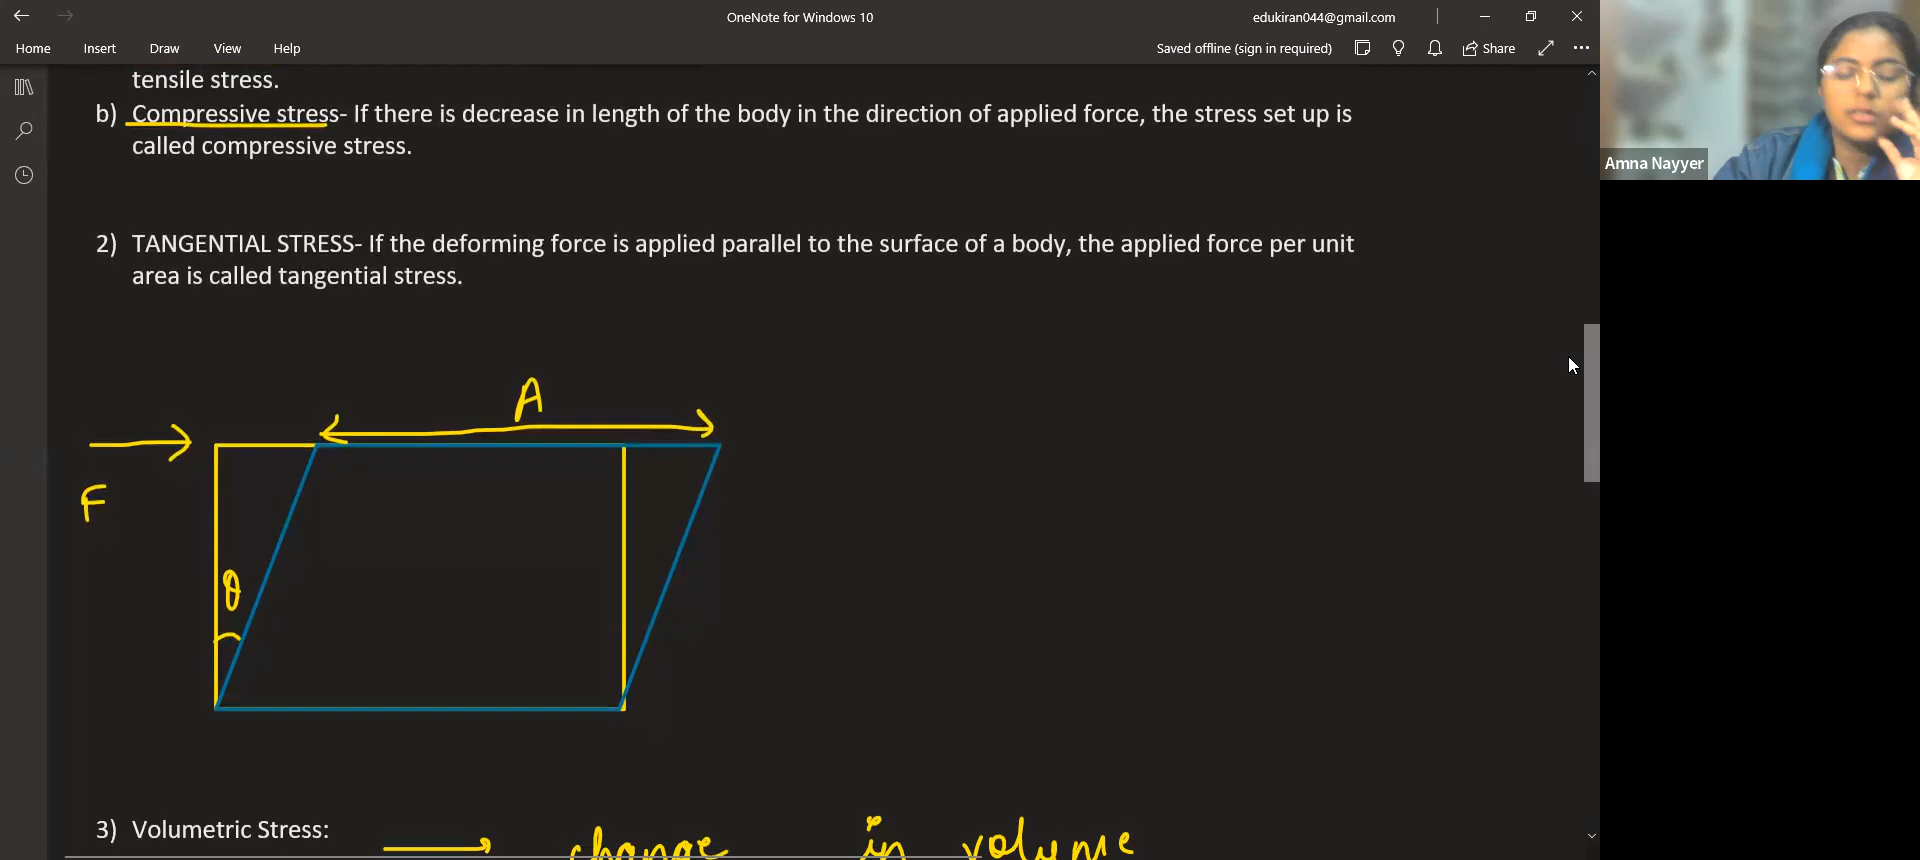 OneNote for Windows 10
edukiran044@gmail.com
Home Insert Draw View Help
Saved offline (sign in required)
Share
tensile stress.
b) Compressive stress- If there is decrease in length of the body in the direction of applied force, the stress set up is
called compressive stress.
Amna Nayyer
2) TANGENTIAL STRESS- If the deforming force is applied parallel to the surface of a body, the applied force per unit
area is called tangential stress.
A
F
θ
3) Volumetric Stress:
change in volume